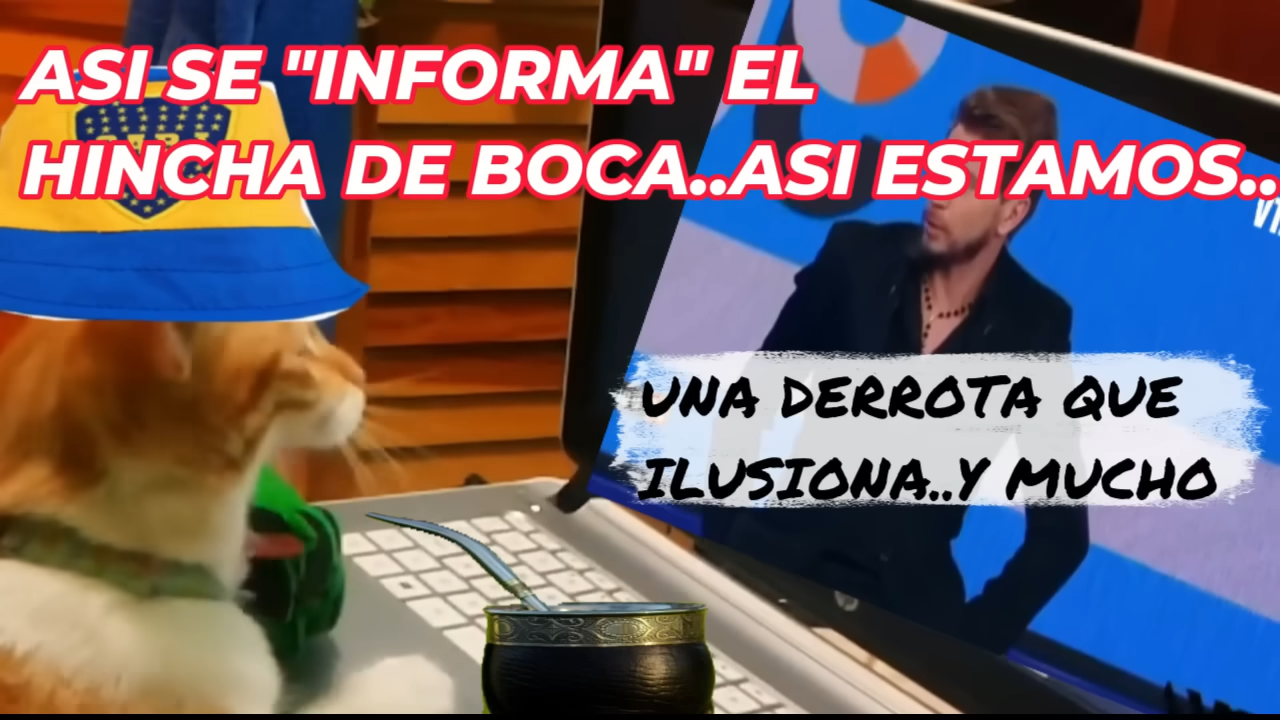 ASI SE "INFORMA" EL
HINCHA DE BOCA..ASI ESTAMOS..
UNA DERROTA QUE
ILUSIONA..Y MUCHO